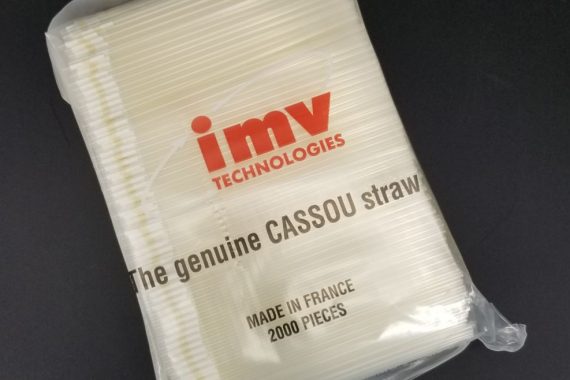 imv
TECHNOLOGIES
The genuine CASSOU straw
MADE IN FRANCE
2000 PIECES